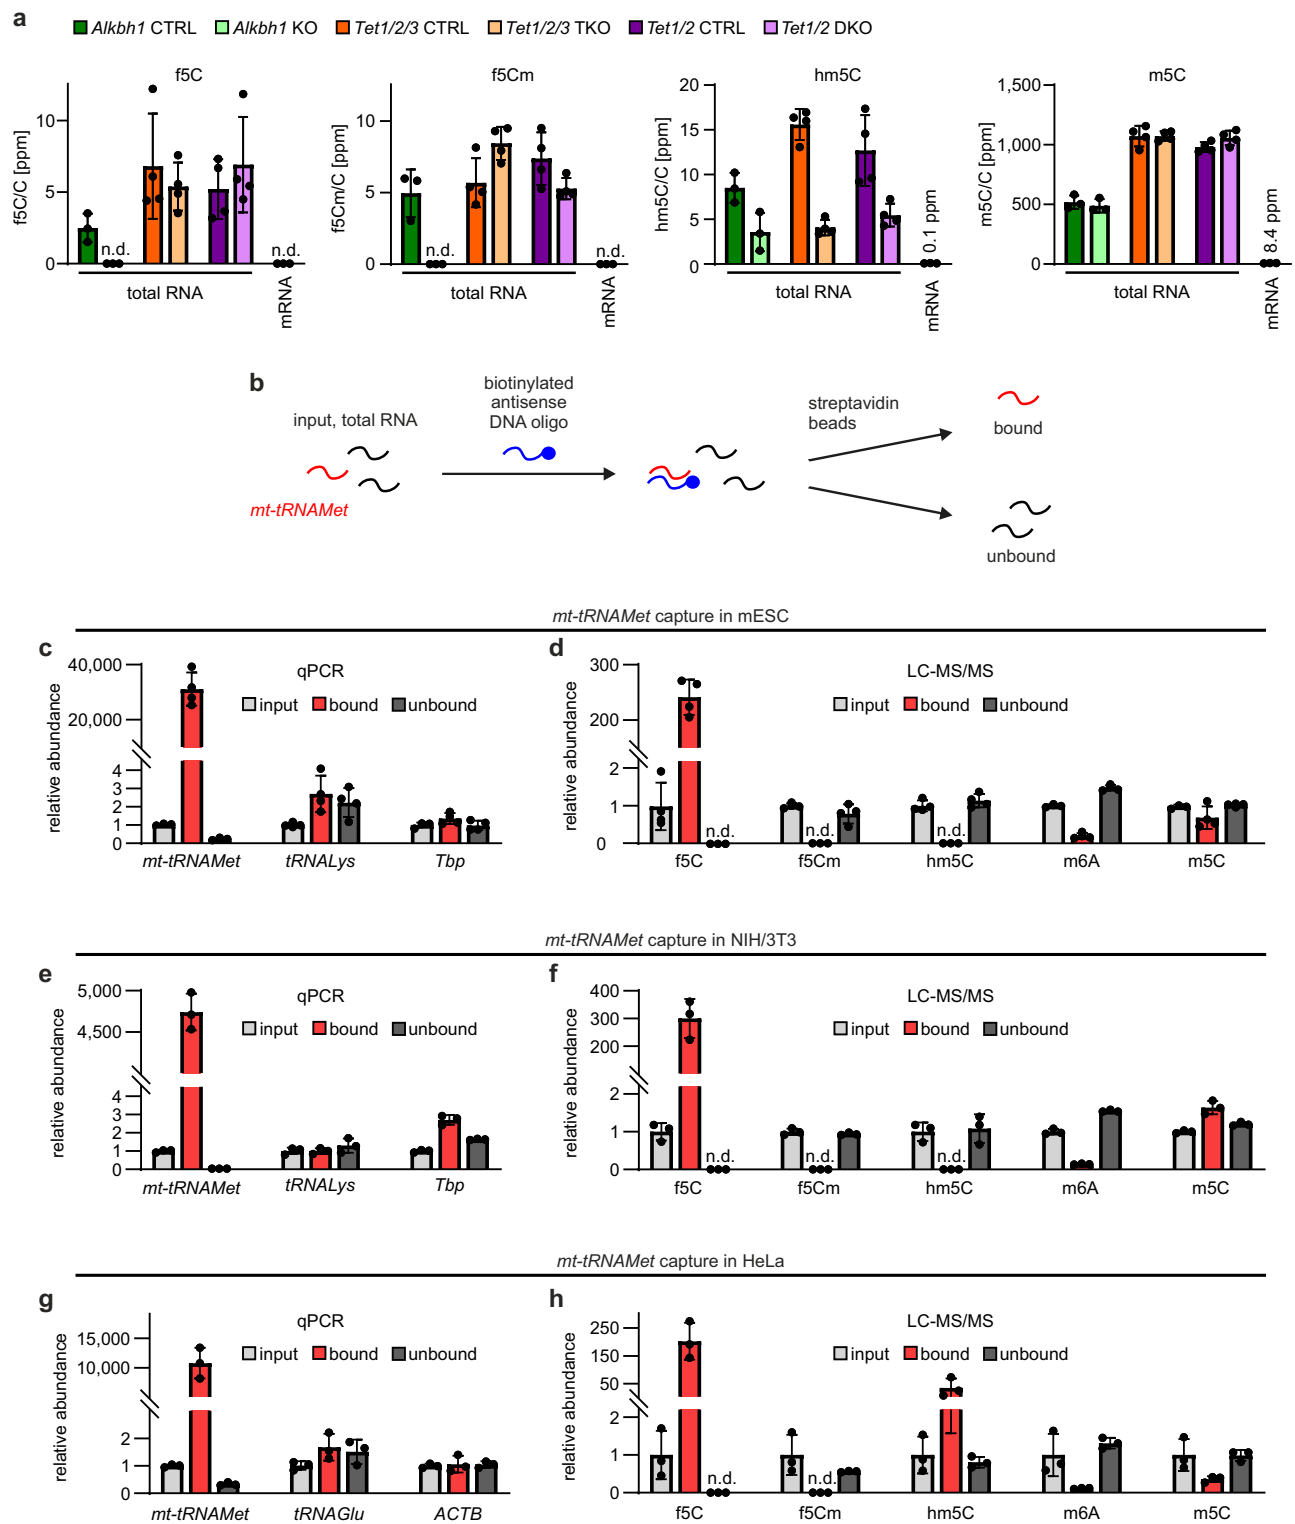 a
Alkbh1 CTRL Alkbh1 KO Tet1/2/3 CTRL Tet1/2/3 TKO Tet1/2 CTRL Tet1/2 DKO
f5C
f5C/C [ppm]
10
5
0
n.d.
n.d.
total RNA
mRNA
f5Cm
f5Cm/C [ppm]
10
5
0
n.d.
n.d.
total RNA
mRNA
hm5C
hm5C/C [ppm]
20
15
10
5
0
0.1 ppm
total RNA
mRNA
m5C
m5C/C [ppm]
1,500
1,000
500
0
8.4 ppm
total RNA
mRNA
b
input, total RNA
mt-tRNAMet
biotinylated
antisense
DNA oligo
streptavidin
beads
bound
unbound
mt-tRNAMet capture in mESC
c
qPCR
input bound unbound
relative abundance
40,000
20,000
4
3
2
1
0
mt-tRNAMet tRNALys Tbp
d
LC-MS/MS
input bound unbound
relative abundance
300
200
2
1
0
n.d.
n.d.
n.d.
f5C f5Cm hm5C m6A m5C
mt-tRNAMet capture in NIH/3T3
e
qPCR
input bound unbound
relative abundance
5,000
4,500
4
3
2
1
0
mt-tRNAMet tRNALys Tbp
f
LC-MS/MS
input bound unbound
relative abundance
400
300
200
2
1
0
n.d.
n.d.
n.d.
f5C f5Cm hm5C m6A m5C
mt-tRNAMet capture in HeLa
g
qPCR
input bound unbound
relative abundance
15,000
10,000
2
1
0
mt-tRNAMet tRNAGlu ACTB
h
LC-MS/MS
input bound unbound
relative abundance
250
150
50
2
1
0
n.d.
n.d.
f5C f5Cm hm5C m6A m5C